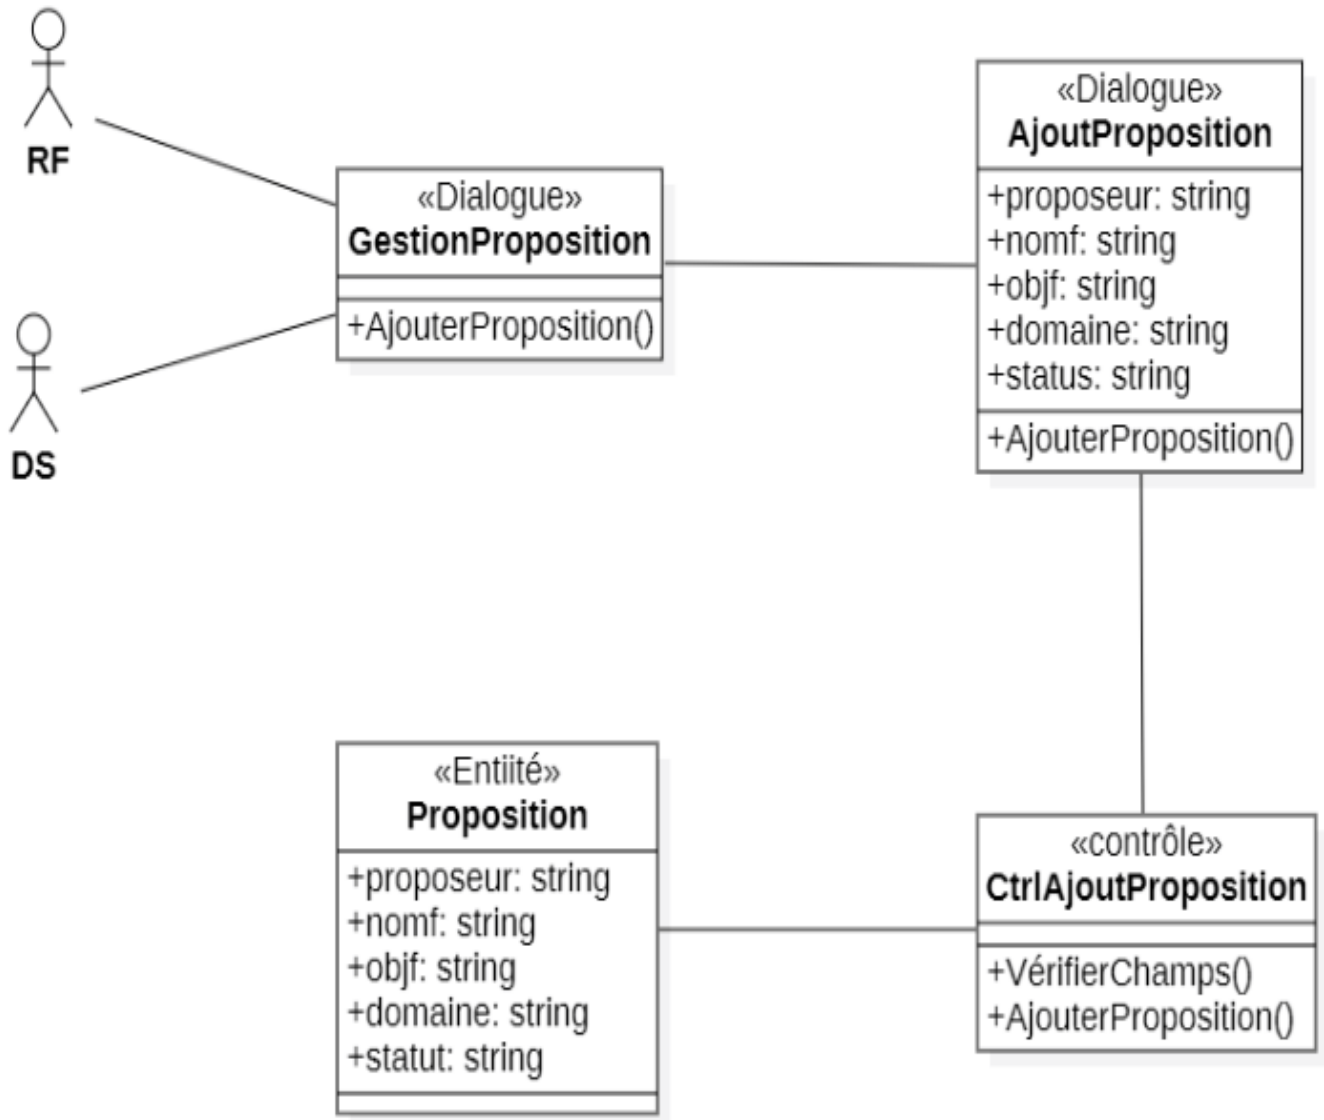 RF
DS
«Dialogue»
GestionProposition
+AjouterProposition()
«Dialogue»
AjoutProposition
+proposeur: string
+nomf: string
+objf: string
+domaine: string
+status: string
+AjouterProposition()
«Entiité»
Proposition
+proposeur: string
+nomf: string
+objf: string
+domaine: string
+statut: string
«contrôle»
CtrlAjoutProposition
+VérifierChamps()
+AjouterProposition()